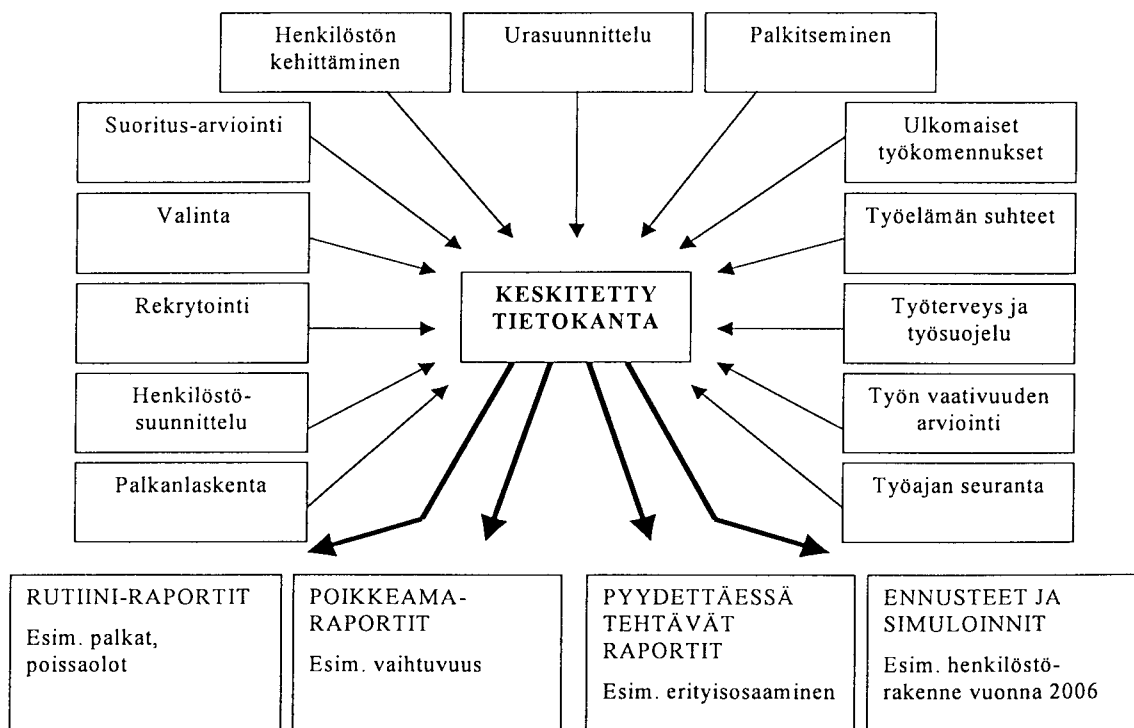 Henkilöstön
kehittäminen
Urasuunnittelu
Palkitseminen
Suoritus-arviointi
Ulkomaiset
työkomennukset
Valinta
Työelämän suhteet
KESKITETTY
TIETOKANTA
Rekrytointi
Työterveys ja
työsuojelu
Henkilöstö-
suunnittelu
Työn vaativuuden
arviointi
Palkanlaskenta
Työajan seuranta
RUTIINI-RAPORTIT
Esim. palkat,
poissaolot
POIKKEAMA-
RAPORTIT
Esim. vaihtuvuus
PYYDETTÄESSÄ
TEHTÄVÄT
RAPORTIT
Esim. erityisosaaminen
ENNUSTEET JA
SIMULOINNIT
Esim. henkilöstö-
rakenne vuonna 2006